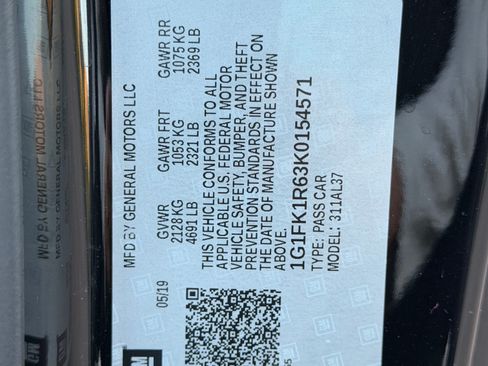 MFD BY GENERAL MOTORS LLC
05/19
GVWR GAWR FRT GAWR RR
2128 KG 1053 KG 1075 KG
4691 LB 2321 LB 2369 LB
THIS VEHICLE CONFORMS TO ALL
APPLICABLE U.S. FEDERAL MOTOR
VEHICLE SAFETY, BUMPER, AND THEFT
PREVENTION STANDARDS IN EFFECT ON
THE DATE OF MANUFACTURE SHOWN
ABOVE.
1G1FK1R63K0154571
TYPE: PASS CAR
MODEL: 311AL37